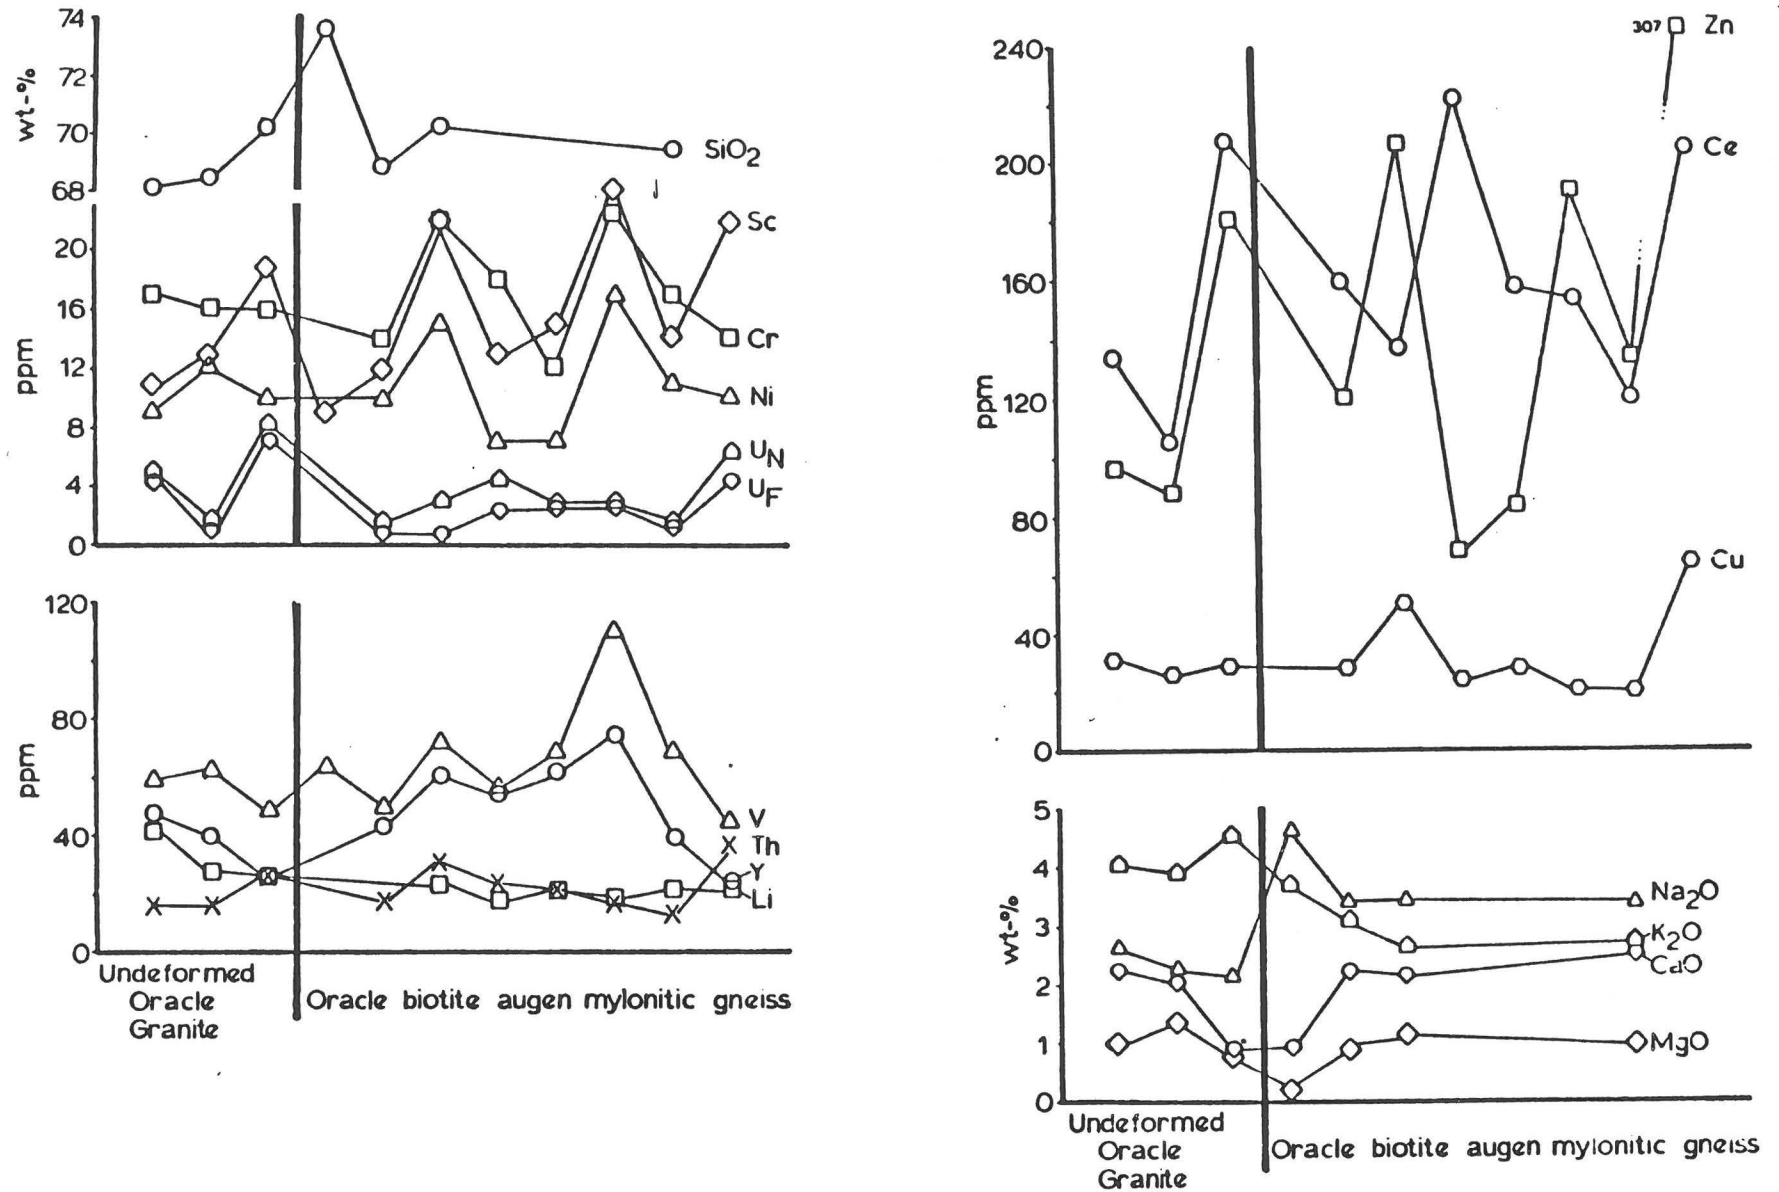 74
72
70
68
wt-%
SiO2
20
16
12
8
4
0
ppm
Sc
Cr
Ni
UN
UF
120
80
40
0
ppm
V
Th
Y
Li
Undeformed
Oracle
Granite
Oracle biotite augen mylonitic gneiss
307 Zn
240
200
160
120
80
40
0
ppm
Ce
Cu
5
4
3
2
1
0
wt-%
Na2O
K2O
CaO
MgO
Undeformed
Oracle
Granite
Oracle biotite augen mylonitic gneiss